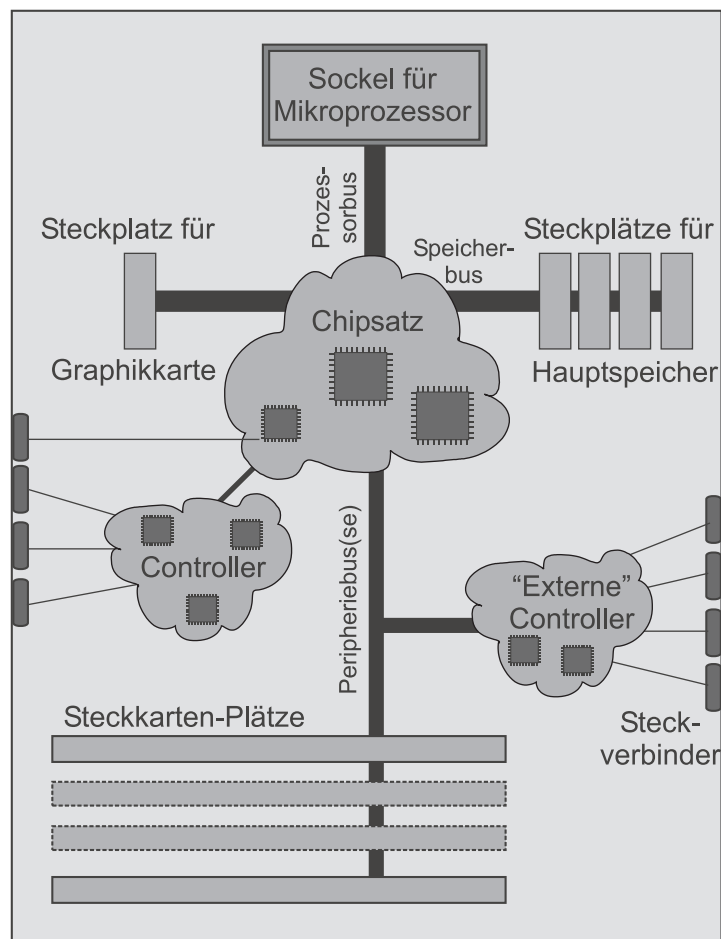 Sockel für
Mikroprozessor
Prozes-
sorbus
Steckplatz für
Graphikkarte
Speicher-
bus
Steckplätze für
Hauptspeicher
Chipsatz
Controller
Peripheriebus(se)
“Externe”
Controller
Steckkarten-Plätze
Steck-
verbinder